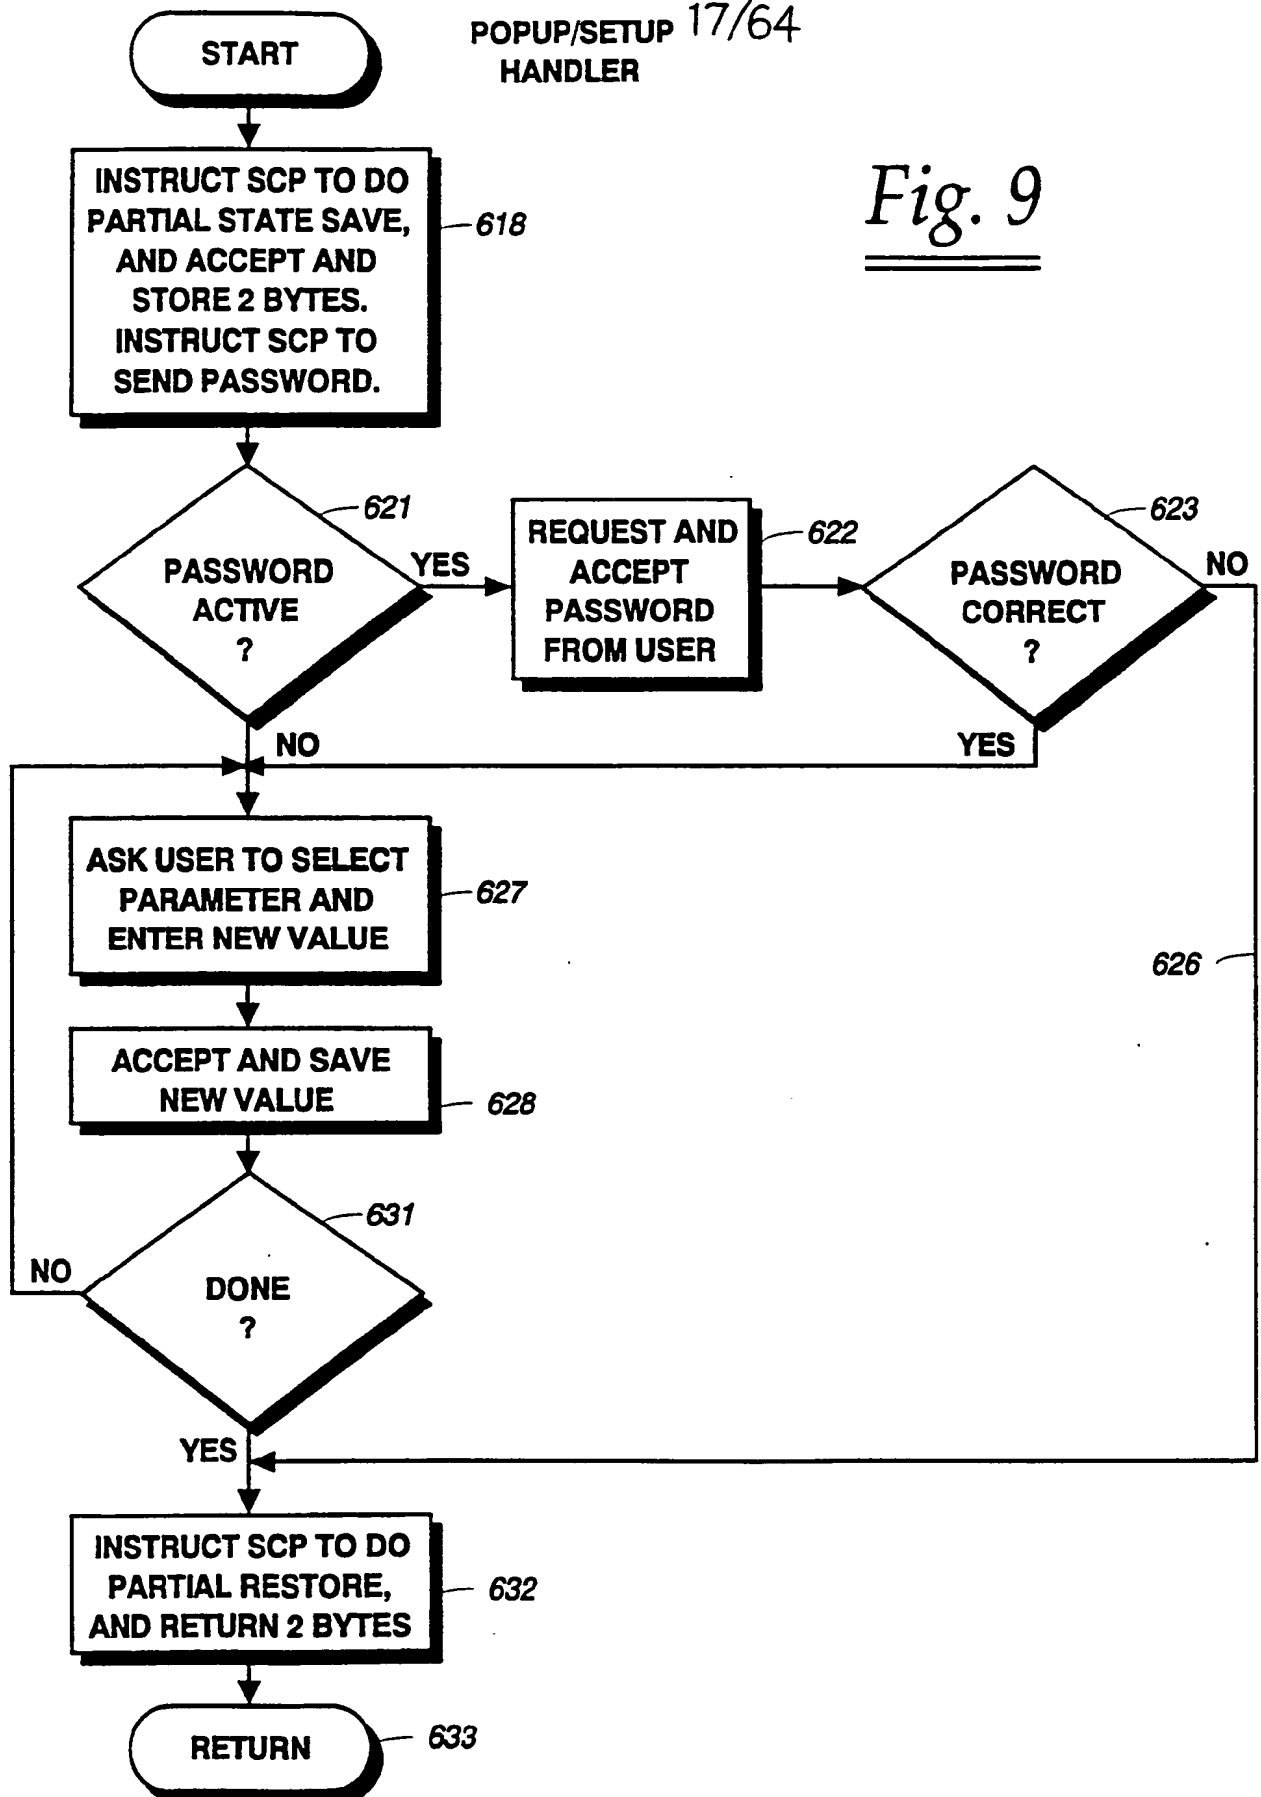 START
POPUP/SETUP 17/64
HANDLER
Fig. 9
INSTRUCT SCP TO DO
PARTIAL STATE SAVE,
AND ACCEPT AND
STORE 2 BYTES.
INSTRUCT SCP TO
SEND PASSWORD.
618
621
PASSWORD
ACTIVE
?
YES
REQUEST AND
ACCEPT
PASSWORD
FROM USER
622
623
PASSWORD
CORRECT
?
NO
NO
YES
ASK USER TO SELECT
PARAMETER AND
ENTER NEW VALUE
627
626
ACCEPT AND SAVE
NEW VALUE
628
631
NO
DONE
?
YES
INSTRUCT SCP TO DO
PARTIAL RESTORE,
AND RETURN 2 BYTES
632
RETURN
633